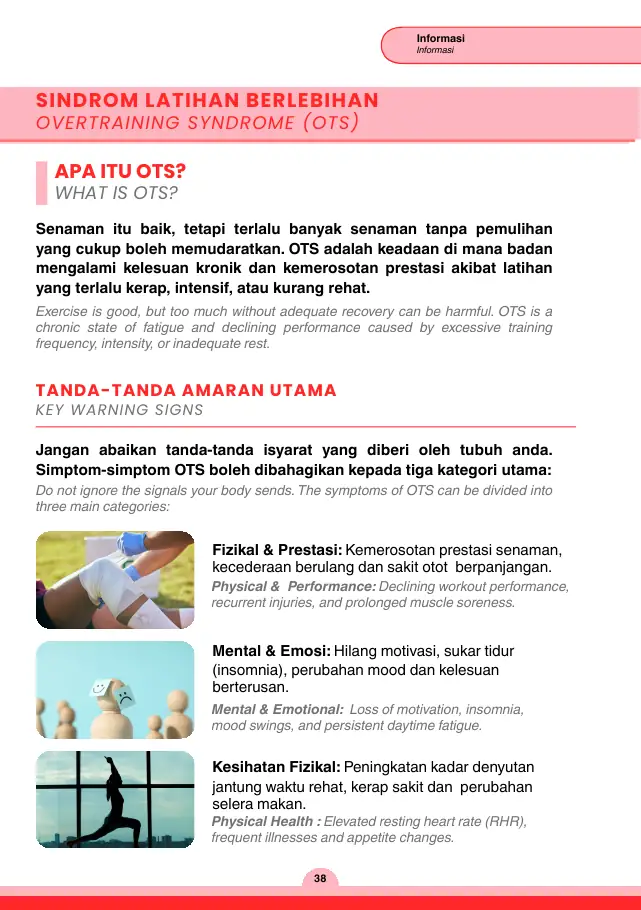 Informasi
Informasi
SINDROM LATIHAN BERLEBIHAN
OVERTRAINING SYNDROME (OTS)
APA ITU OTS?
WHAT IS OTS?
Senaman itu baik, tetapi terlalu banyak senaman tanpa pemulihan
yang cukup boleh memudaratkan. OTS adalah keadaan di mana badan
mengalami kelesuan kronik dan kemerosotan prestasi akibat latihan
yang terlalu kerap, intensif, atau kurang rehat.
Exercise is good, but too much without adequate recovery can be harmful. OTS is a
chronic state of fatigue and declining performance caused by excessive training
frequency, intensity, or inadequate rest.
TANDA-TANDA AMARAN UTAMA
KEY WARNING SIGNS
Jangan abaikan tanda-tanda isyarat yang diberi oleh tubuh anda.
Simptom-simptom OTS boleh dibahagikan kepada tiga kategori utama:
Do not ignore the signals your body sends. The symptoms of OTS can be divided into
three main categories:
Fizikal & Prestasi: Kemerosotan prestasi senaman,
kecederaan berulang dan sakit otot berpanjangan.
Physical & Performance: Declining workout performance,
recurrent injuries, and prolonged muscle soreness.
Mental & Emosi: Hilang motivasi, sukar tidur
(insomnia), perubahan mood dan kelesuan
berterusan.
Mental & Emotional: Loss of motivation, insomnia,
mood swings, and persistent daytime fatigue.
Kesihatan Fizikal: Peningkatan kadar denyutan
jantung waktu rehat, kerap sakit dan perubahan
selera makan.
Physical Health : Elevated resting heart rate (RHR),
frequent illnesses and appetite changes.
38